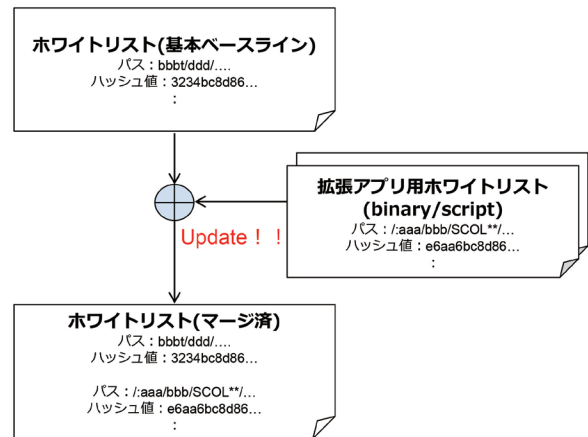 ホワイトリスト(基本ベースライン)
パス：bbbt/ddd/….
ハッシュ値：3234bc8d86…
：
拡張アプリ用ホワイトリスト
(binary/script)
パス：/:aaa/bbb/SCOL**/…
ハッシュ値：e6aa6bc8d86…
：
Update！！
ホワイトリスト(マージ済)
パス：bbbt/ddd/….
ハッシュ値：3234bc8d86…
パス：/:aaa/bbb/SCOL**/…
ハッシュ値：e6aa6bc8d86…
：